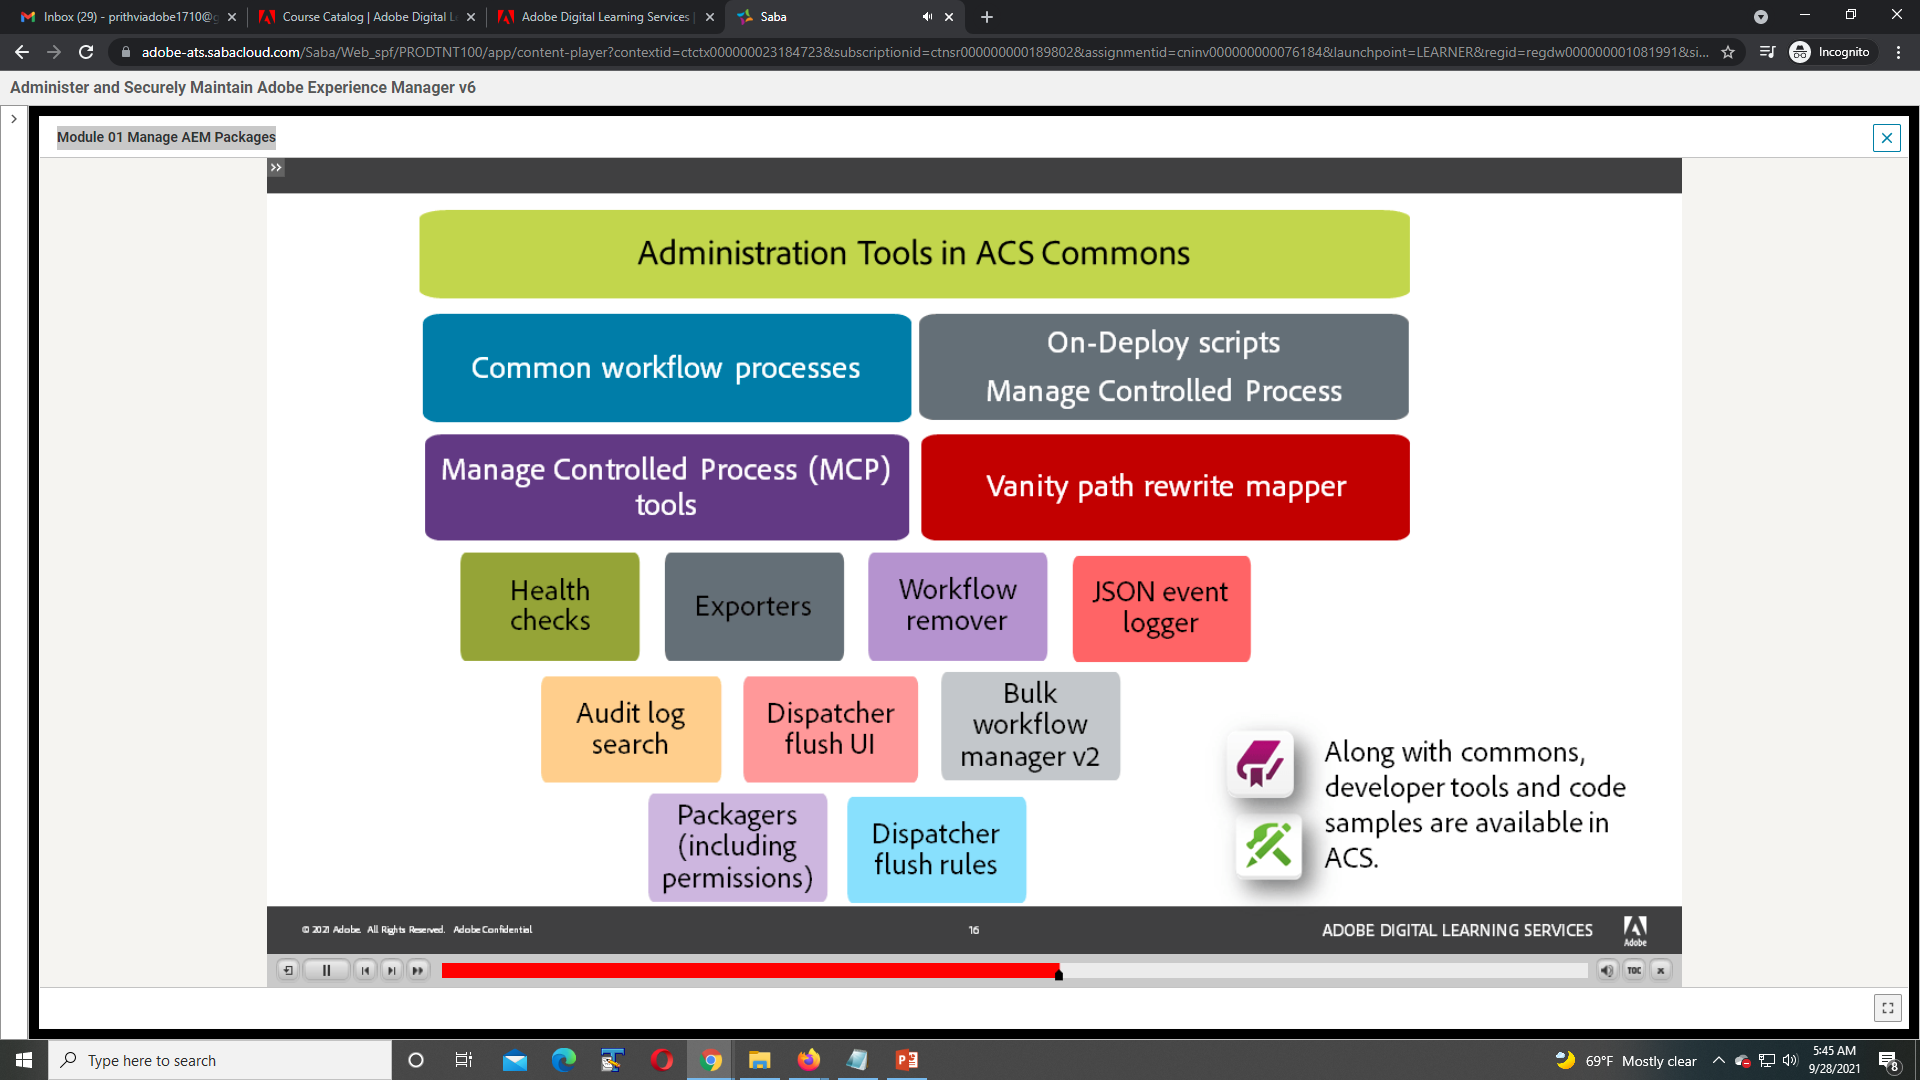 Inbox (29) - prithviadobe1710@g
Course Catalog | Adobe Digital L
Adobe Digital Learning Services |
Saba
adobe-ats.sabacloud.com/Saba/Web_spf/PRODTNT100/app/content-player?contextid=ctctx000000023184723&subscriptionid=ctnsr0000000000189802&assignmentid=cninv000000000076184&launchpoint=LEARNER&regid=regdw000000001081991&si...
Incognito
Administer and Securely Maintain Adobe Experience Manager v6
Module 01 Manage AEM Packages
Administration Tools in ACS Commons
Common workflow processes
On-Deploy scripts
Manage Controlled Process
Manage Controlled Process (MCP)
tools
Vanity path rewrite mapper
Health
checks
Exporters
Workflow
remover
JSON event
logger
Audit log
search
Dispatcher
flush UI
Bulk
workflow
manager v2
Packagers
(including
permissions)
Dispatcher
flush rules
Along with commons,
developer tools and code
samples are available in
ACS.
© 2021 Adobe. All Rights Reserved. Adobe Confidential
16
ADOBE DIGITAL LEARNING SERVICES
Adobe
TOC
Type here to search
69°F Mostly clear
5:45 AM
9/28/2021
8